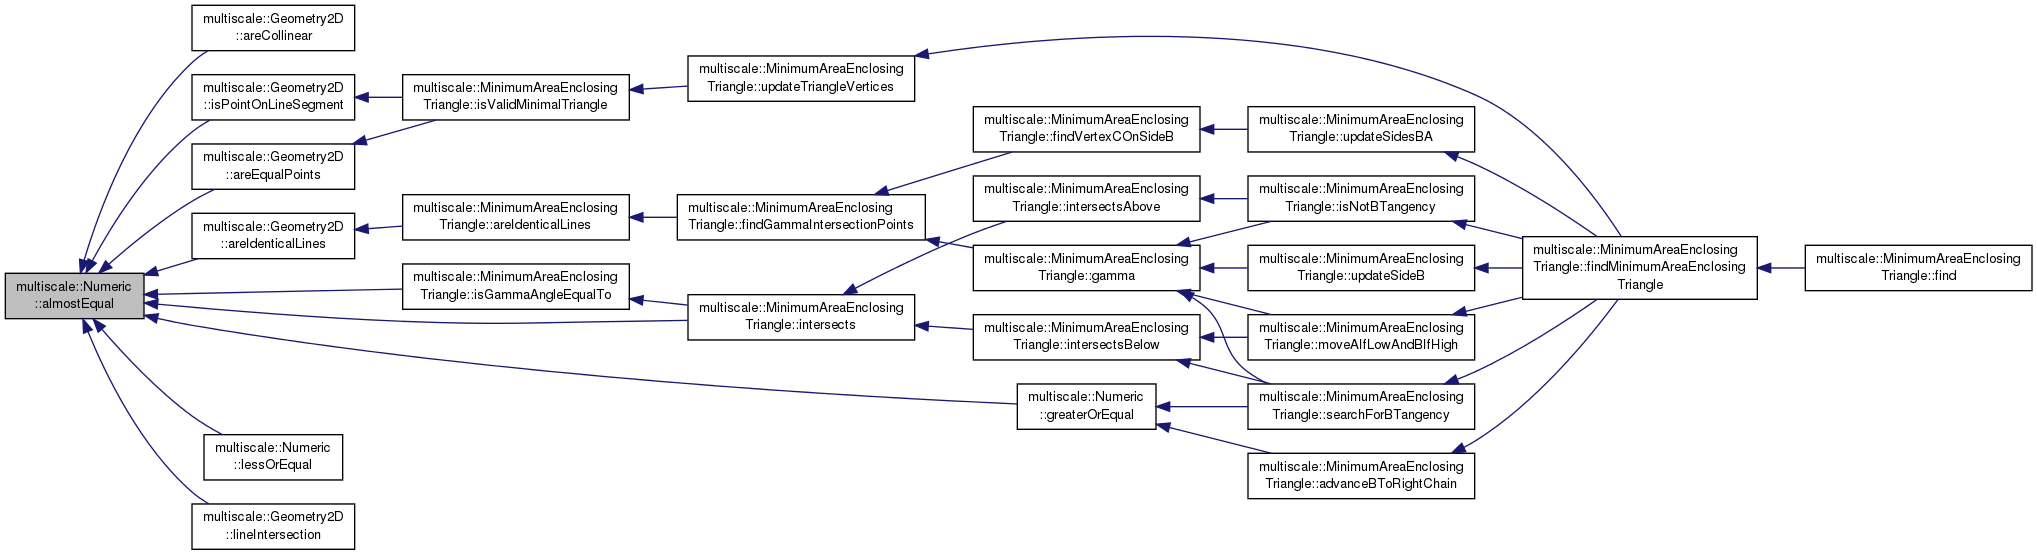 multiscale::Numeric
::almostEqual
multiscale::Geometry2D
::areCollinear
multiscale::Geometry2D
::isPointOnLineSegment
multiscale::Geometry2D
::areEqualPoints
multiscale::Geometry2D
::areIdenticalLines
multiscale::Numeric
::lessOrEqual
multiscale::Geometry2D
::lineIntersection
multiscale::MinimumAreaEnclosing
Triangle::isValidMinimalTriangle
multiscale::MinimumAreaEnclosing
Triangle::areIdenticalLines
multiscale::MinimumAreaEnclosing
Triangle::isGammaAngleEqualTo
multiscale::MinimumAreaEnclosing
Triangle::updateTriangleVertices
multiscale::MinimumAreaEnclosing
Triangle::findGammaIntersectionPoints
multiscale::MinimumAreaEnclosing
Triangle::intersects
multiscale::MinimumAreaEnclosing
Triangle::findVertexCOnSideB
multiscale::MinimumAreaEnclosing
Triangle::intersectsAbove
multiscale::MinimumAreaEnclosing
Triangle::gamma
multiscale::MinimumAreaEnclosing
Triangle::intersectsBelow
multiscale::Numeric
::greaterOrEqual
multiscale::MinimumAreaEnclosing
Triangle::updateSidesBA
multiscale::MinimumAreaEnclosing
Triangle::isNotBTangency
multiscale::MinimumAreaEnclosing
Triangle::updateSideB
multiscale::MinimumAreaEnclosing
Triangle::moveAIfLowAndBIfHigh
multiscale::MinimumAreaEnclosing
Triangle::searchForBTangency
multiscale::MinimumAreaEnclosing
Triangle::advanceBToRightChain
multiscale::MinimumAreaEnclosing
Triangle::findMinimumAreaEnclosing
Triangle
multiscale::MinimumAreaEnclosing
Triangle::find